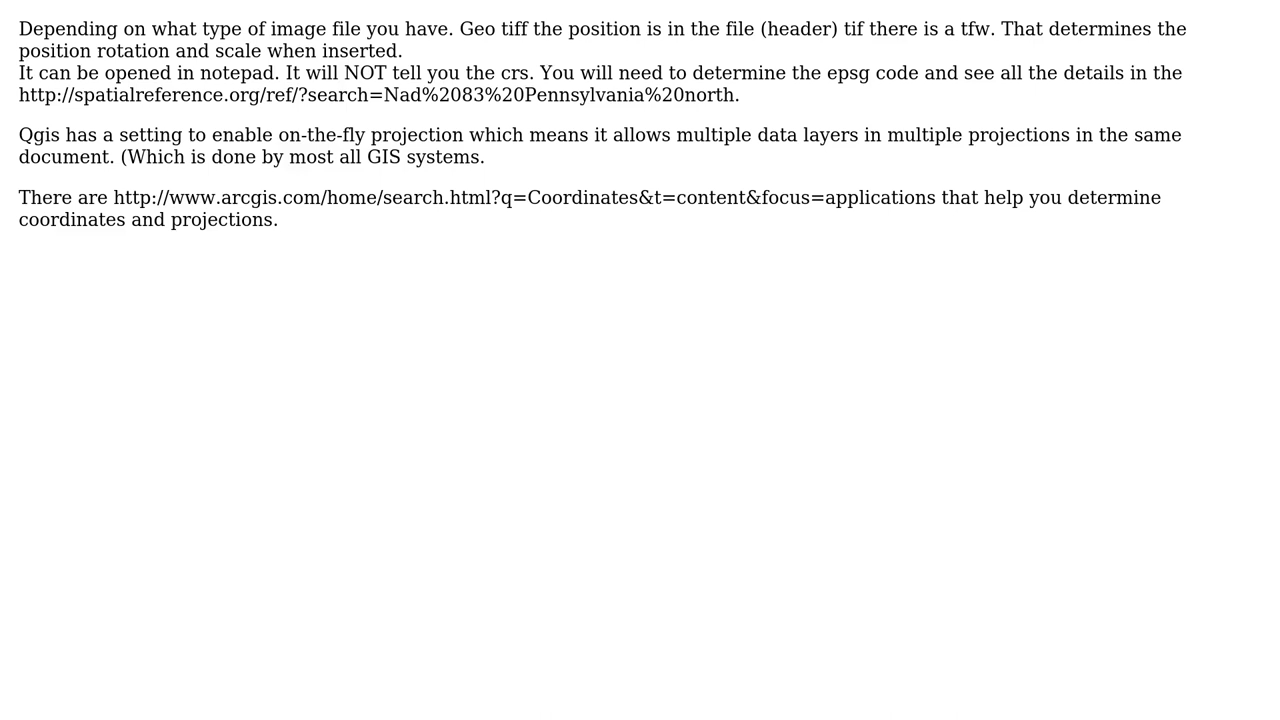 Depending on what type of image file you have. Geo tiff the position is in the file (header) tif there is a tfw. That determines the
position rotation and scale when inserted.
It can be opened in notepad. It will NOT tell you the crs. You will need to determine the epsg code and see all the details in the
http://spatialreference.org/ref/?search=Nad%2083%20Pennsylvania%20north.
Qgis has a setting to enable on-the-fly projection which means it allows multiple data layers in multiple projections in the same
document. (Which is done by most all GIS systems.
There are http://www.arcgis.com/home/search.html?q=Coordinates&t=content&focus=applications that help you determine
coordinates and projections.